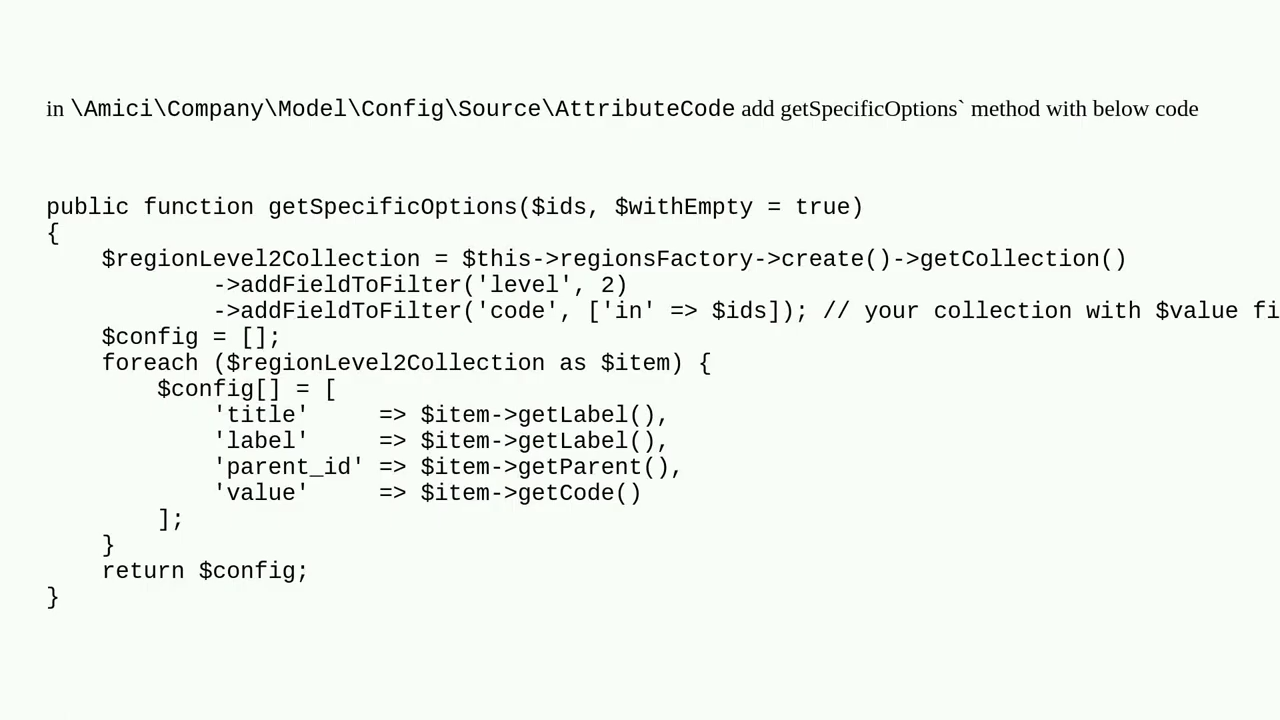 in \Amici\Company\Model\Config\Source\AttributeCode add getSpecificOptions` method with below code
public function getSpecificOptions($ids, $withEmpty = true)
{
    $regionLevel2Collection = $this->regionsFactory->create()->getCollection()
            ->addFieldToFilter('level', 2)
            ->addFieldToFilter('code', ['in' => $ids]); // your collection with $value fi
    $config = [];
    foreach ($regionLevel2Collection as $item) {
        $config[] = [
            'title'     => $item->getLabel(),
            'label'     => $item->getLabel(),
            'parent_id' => $item->getParent(),
            'value'     => $item->getCode()
        ];
    }
    return $config;
}